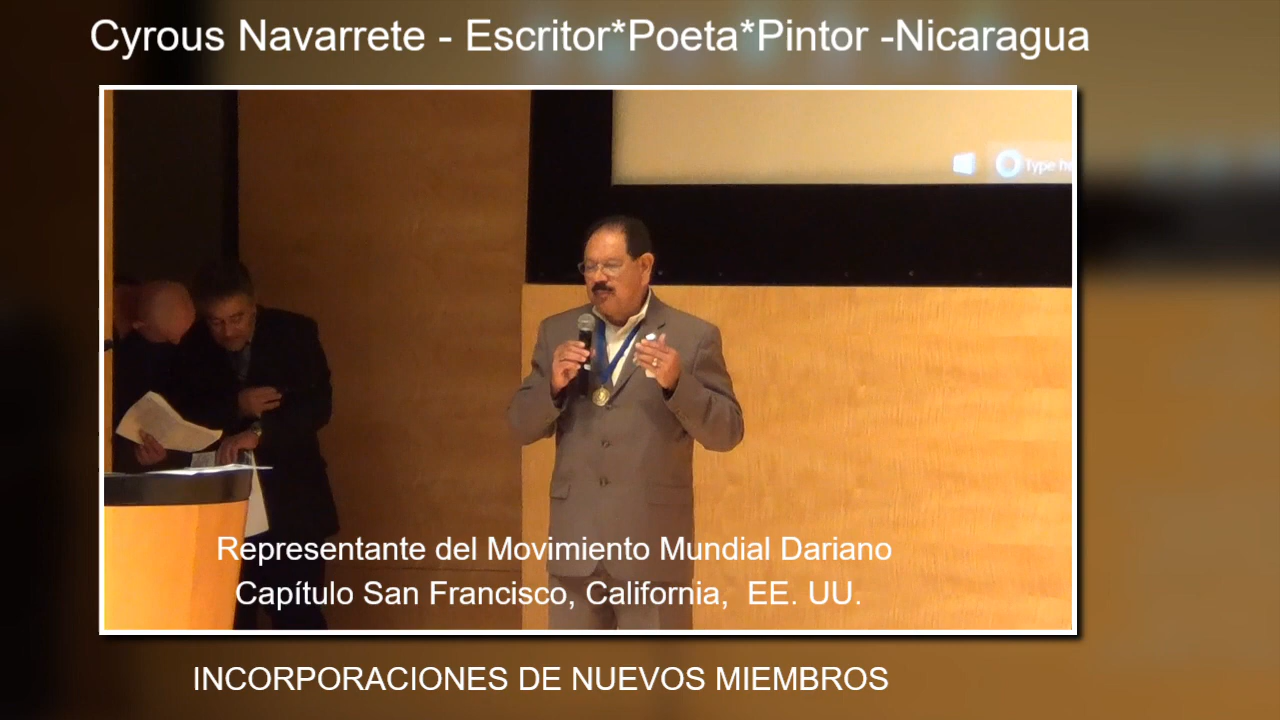 Cyrous Navarrete - Escritor*Poeta*Pintor -Nicaragua
Type
Representante del Movimiento Mundial Dariano
Capítulo San Francisco, California, EE. UU.
INCORPORACIONES DE NUEVOS MIEMBROS